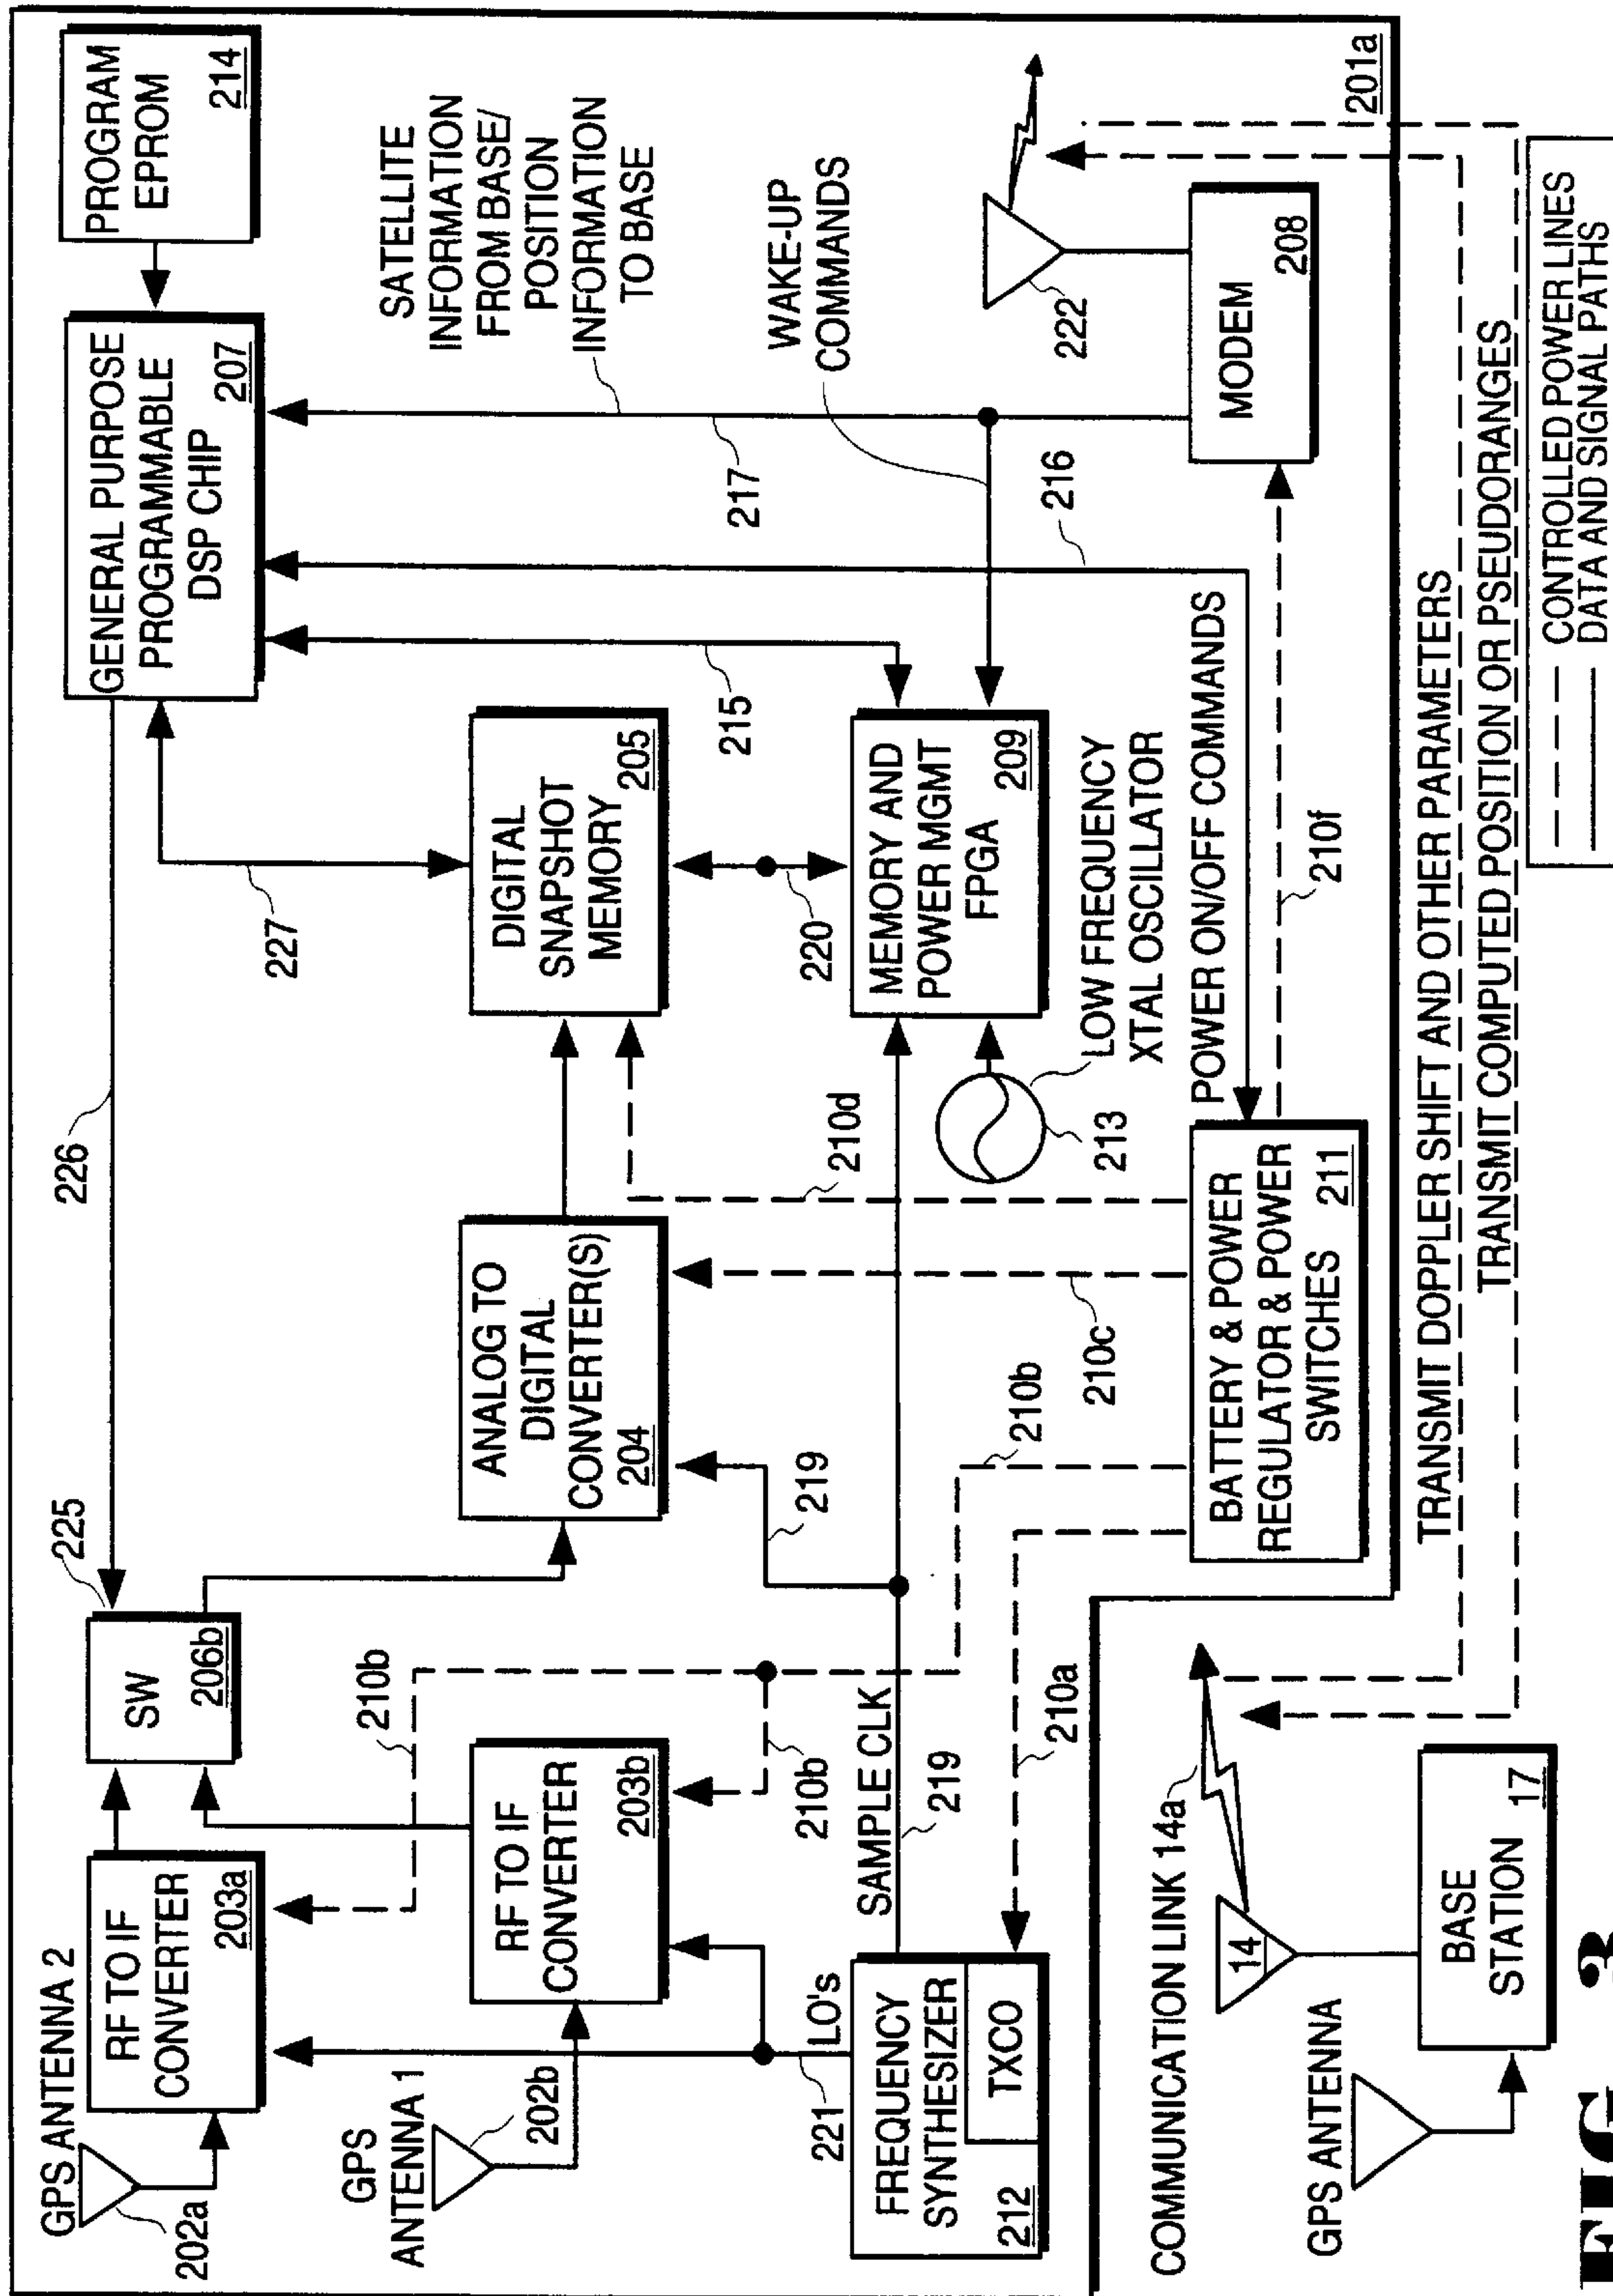 GPS ANTENNA 2
202a
RF TO IF
CONVERTER
203a
SW
206b
225
226
GENERAL PURPOSE
PROGRAMMABLE
DSP CHIP
207
PROGRAM
EPROM
214
GPS
ANTENNA 1
202b
RF TO IF
CONVERTER
203b
210b
210b
ANALOG TO
DIGITAL
CONVERTER(S)
204
219
227
DIGITAL
SNAPSHOT
MEMORY
205
215
217
SATELLITE
INFORMATION
FROM BASE/
POSITION
INFORMATION
TO BASE
221
LO's
FREQUENCY
SYNTHESIZER
212
TXCO
SAMPLE CLK
219
210a
210b
210c
210d
220
MEMORY AND
POWER MGMT
FPGA
209
213
LOW FREQUENCY
XTAL OSCILLATOR
WAKE-UP
COMMANDS
216
222
POWER ON/OFF COMMANDS
BATTERY & POWER
REGULATOR & POWER
SWITCHES
211
210f
MODEM
208
201a
COMMUNICATION LINK 14a
14
GPS ANTENNA
BASE
STATION
17
TRANSMIT DOPPLER SHIFT AND OTHER PARAMETERS
TRANSMIT COMPUTED POSITION OR PSEUDORANGES
CONTROLLED POWER LINES
DATA AND SIGNAL PATHS
FIG. 3